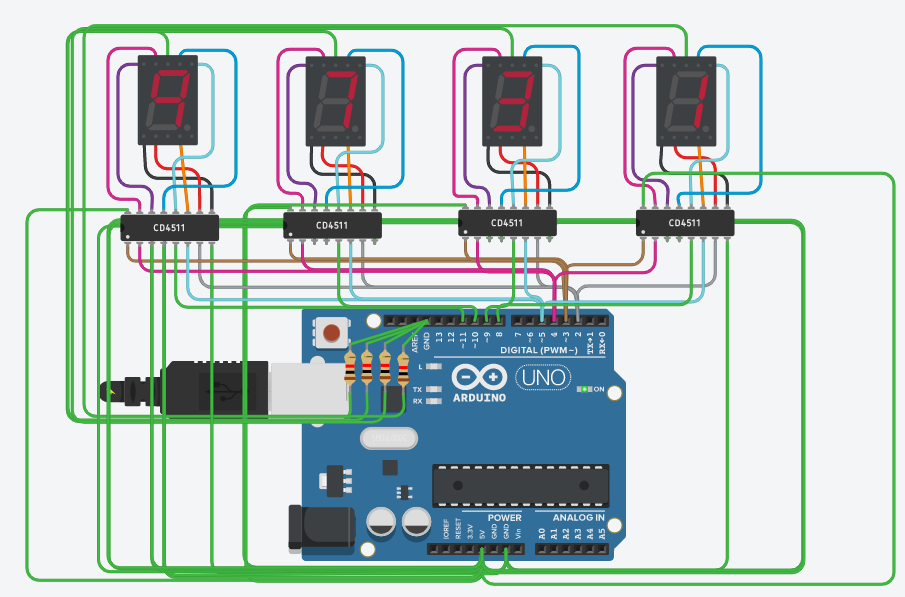 CD4511
CD4511
CD4511
CD4511
AREF
GND
13
12
~11
~10
~9
8
7
~6
~5
4
~3
2
TX→1
RX←0
DIGITAL (PWM~)
L
TX
RX
UNO
ON
ARDUINO
POWER
ANALOG IN
IOREF
RESET
3.3V
5V
GND
GND
Vin
A0
A1
A2
A3
A4
A5